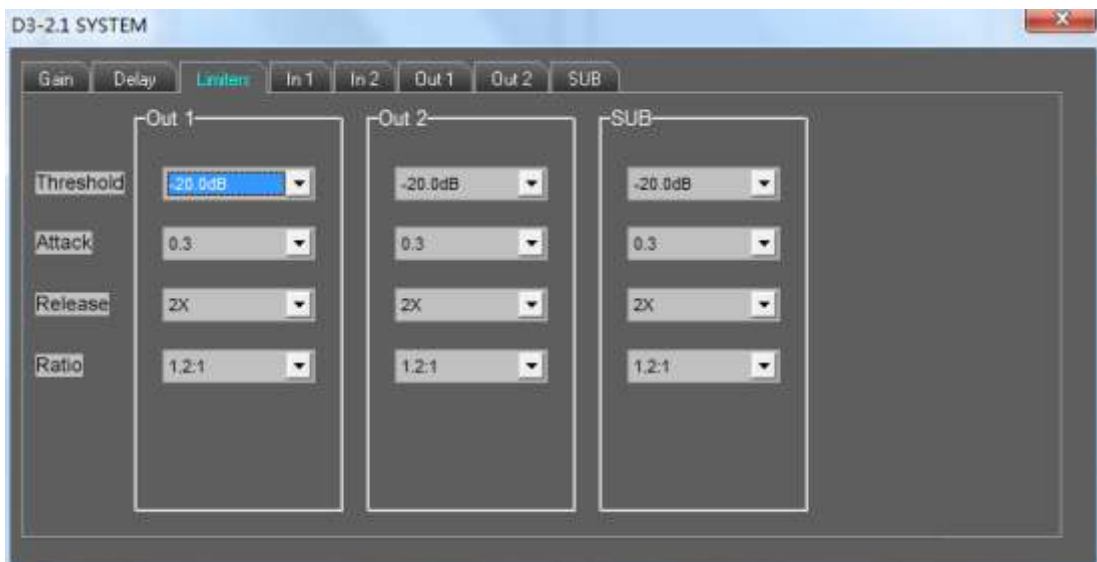 D3-2.1 SYSTEM
Gain Delay Limiters In 1 In 2 Out 1 Out 2 SUB
Out 1 Out 2 SUB
Threshold -20.0dB -20.0dB -20.0dB
Attack 0.3 0.3 0.3
Release 2X 2X 2X
Ratio 1.2:1 1.2:1 1.2:1